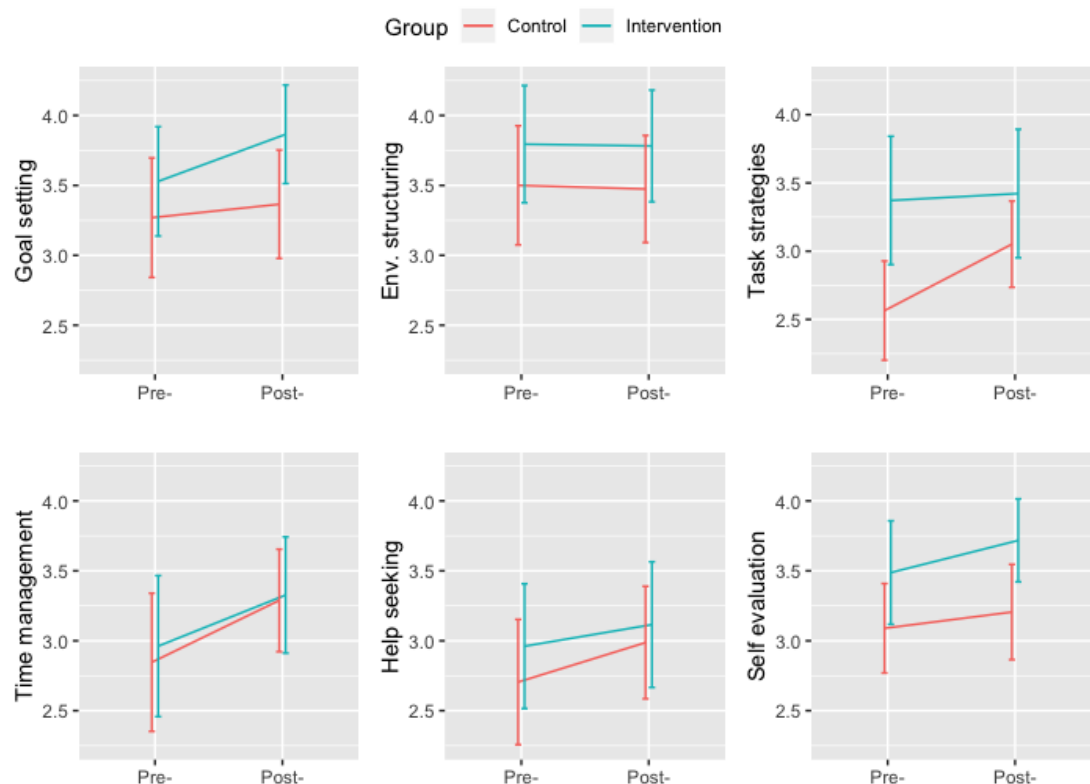 Group Control Intervention
Goal setting
4.0
3.5
3.0
2.5
Pre- Post-
Env. structuring
4.0
3.5
3.0
2.5
Pre- Post-
Task strategies
4.0
3.5
3.0
2.5
Pre- Post-
Time management
4.0
3.5
3.0
2.5
Pre- Post-
Help seeking
4.0
3.5
3.0
2.5
Pre- Post-
Self evaluation
4.0
3.5
3.0
2.5
Pre- Post-